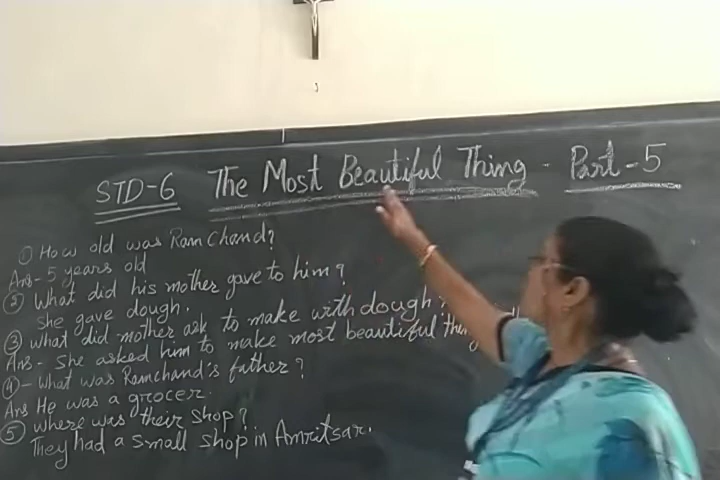 STD-6 The Most Beautiful Thing - Part-5
① How old was Ram Chand?
Ans- 5 years old
② What did his mother gave to him?
She gave dough.
③ What did mother ask to make with dough?
Ans- She asked him to make most beautiful thing
④ - What was Ramchand's father?
Ans He was a grocer.
⑤ where was their shop?
They had a small shop in Amritsar.